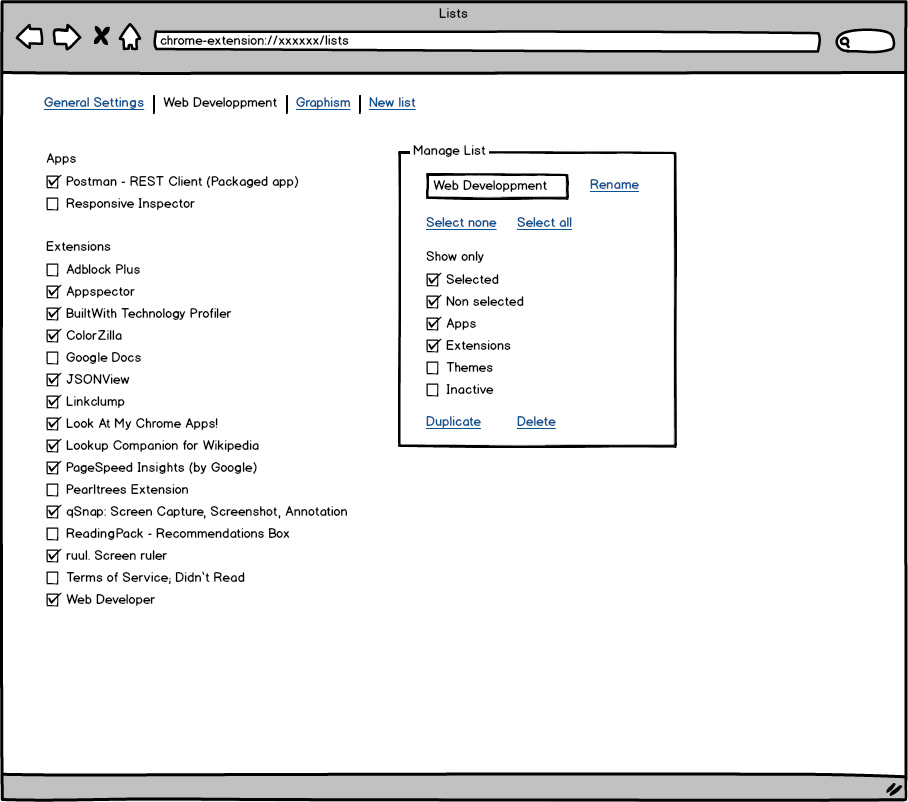 Lists
chrome-extension://xxxxxx/lists
General Settings Web Developpment Graphism New list
Apps
Postman - REST Client (Packaged app)
Responsive Inspector
Extensions
Adblock Plus
Appspector
BuiltWith Technology Profiler
ColorZilla
Google Docs
JSONView
Linkclump
Look At My Chrome Apps!
Lookup Companion for Wikipedia
PageSpeed Insights (by Google)
Pearltrees Extension
qSnap: Screen Capture, Screenshot, Annotation
ReadingPack - Recommendations Box
ruul. Screen ruler
Terms of Service; Didn't Read
Web Developer
Manage List
Web Developpment Rename
Select none Select all
Show only
Selected
Non selected
Apps
Extensions
Themes
Inactive
Duplicate Delete